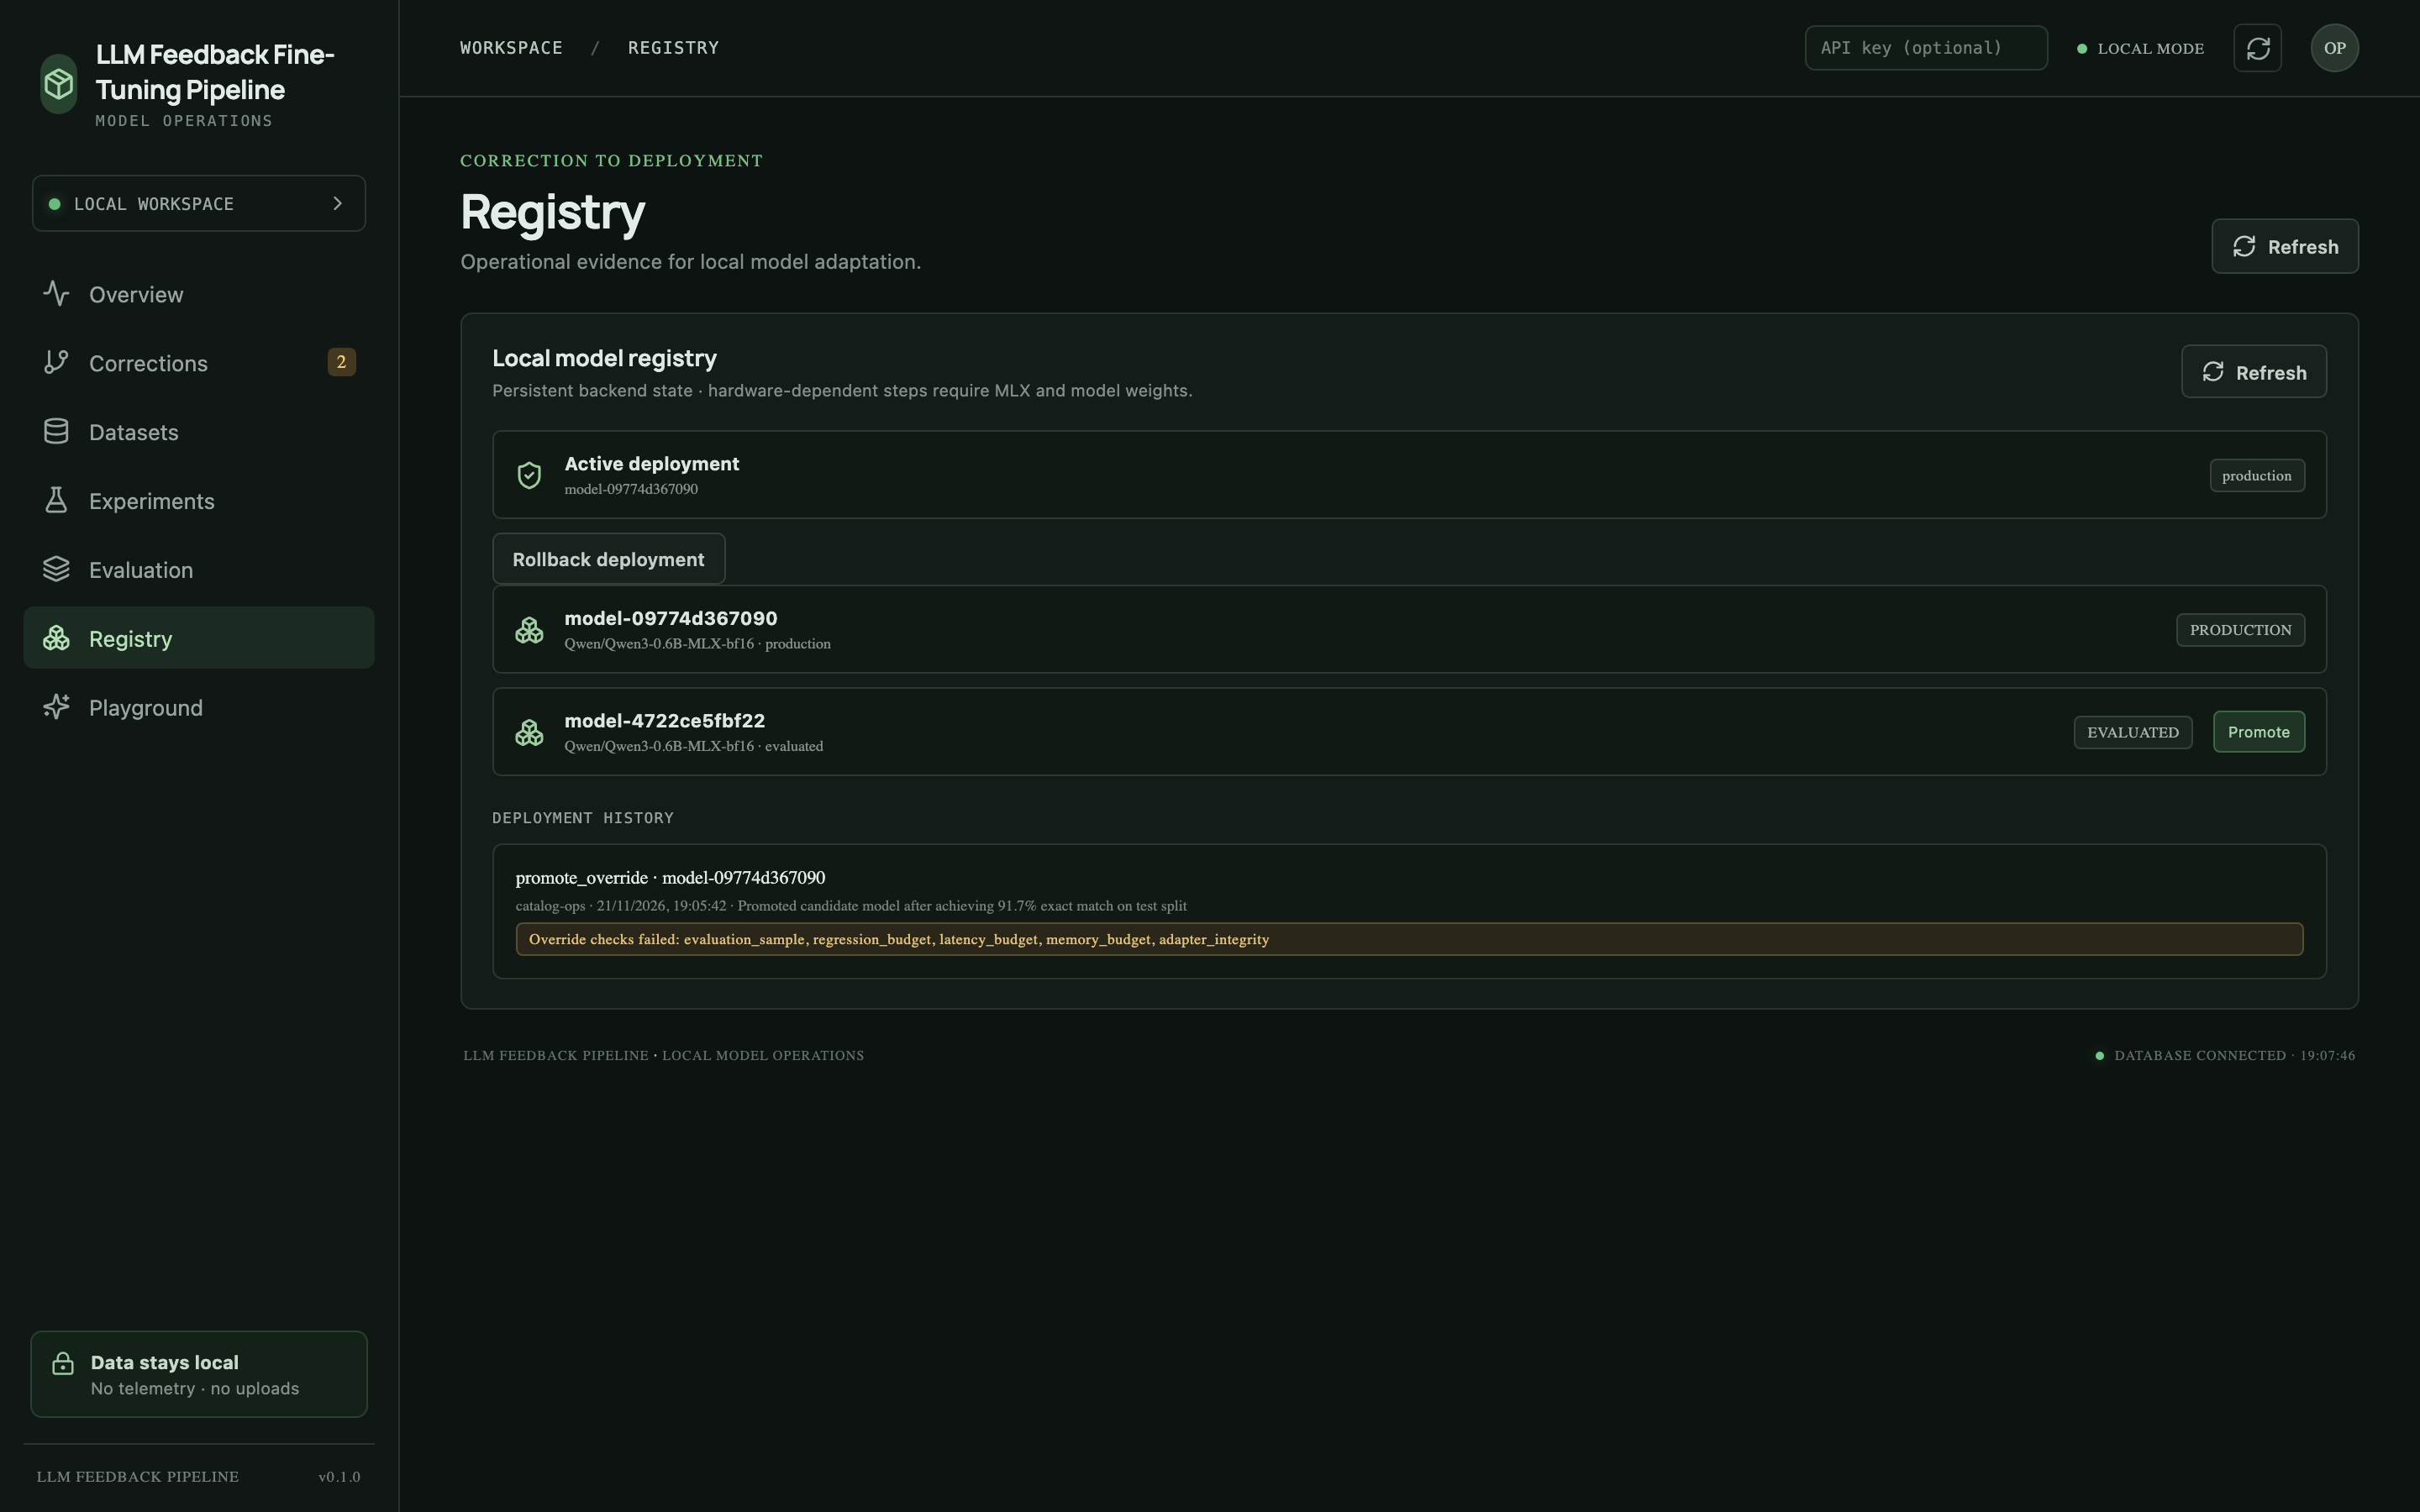 LLM Feedback Fine-
Tuning Pipeline
MODEL OPERATIONS
LOCAL WORKSPACE
Overview
Corrections 2
Datasets
Experiments
Evaluation
Registry
Playground
Data stays local
No telemetry · no uploads
LLM FEEDBACK PIPELINE v0.1.0
WORKSPACE / REGISTRY
API key (optional) LOCAL MODE OP
CORRECTION TO DEPLOYMENT
Registry
Operational evidence for local model adaptation.
Refresh
Local model registry
Persistent backend state · hardware-dependent steps require MLX and model weights.
Refresh
Active deployment
model-09774d367090
production
Rollback deployment
model-09774d367090
Qwen/Qwen3-0.6B-MLX-bf16 · production
PRODUCTION
model-4722ce5fbf22
Qwen/Qwen3-0.6B-MLX-bf16 · evaluated
EVALUATED Promote
DEPLOYMENT HISTORY
promote_override · model-09774d367090
catalog-ops · 21/11/2026, 19:05:42 · Promoted candidate model after achieving 91.7% exact match on test split
Override checks failed: evaluation_sample, regression_budget, latency_budget, memory_budget, adapter_integrity
LLM FEEDBACK PIPELINE · LOCAL MODEL OPERATIONS
DATABASE CONNECTED · 19:07:46